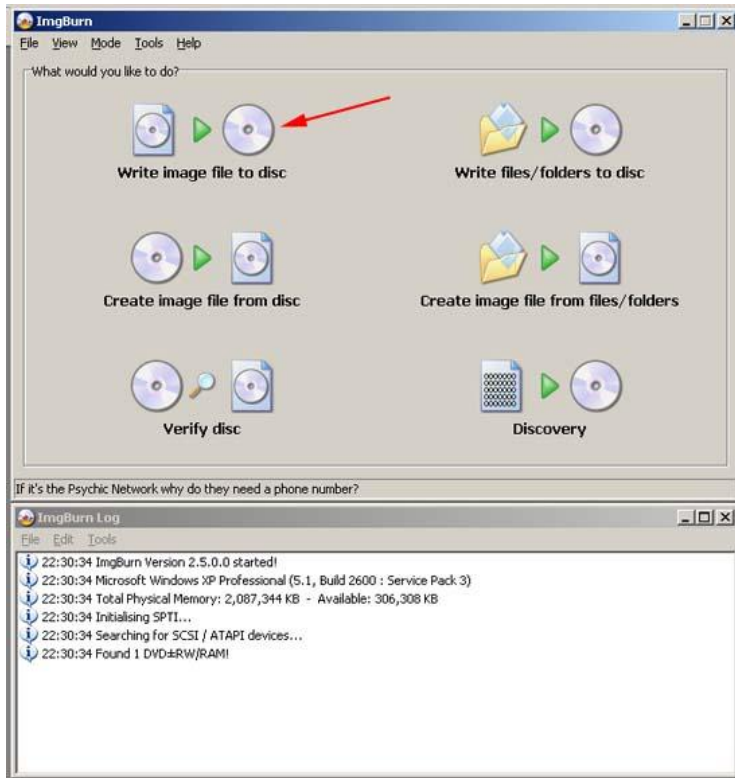 ImgBurn
File View Mode Tools Help
What would you like to do?
Write image file to disc
Write files/folders to disc
Create image file from disc
Create image file from files/folders
Verify disc
Discovery
If it's the Psychic Network why do they need a phone number?
ImgBurn Log
File Edit Tools
22:30:34 ImgBurn Version 2.5.0.0 started!
22:30:34 Microsoft Windows XP Professional (5.1, Build 2600 : Service Pack 3)
22:30:34 Total Physical Memory: 2,087,344 KB - Available: 306,308 KB
22:30:34 Initialising SPTI...
22:30:34 Searching for SCSI / ATAPI devices...
22:30:34 Found 1 DVD±RW/RAM!